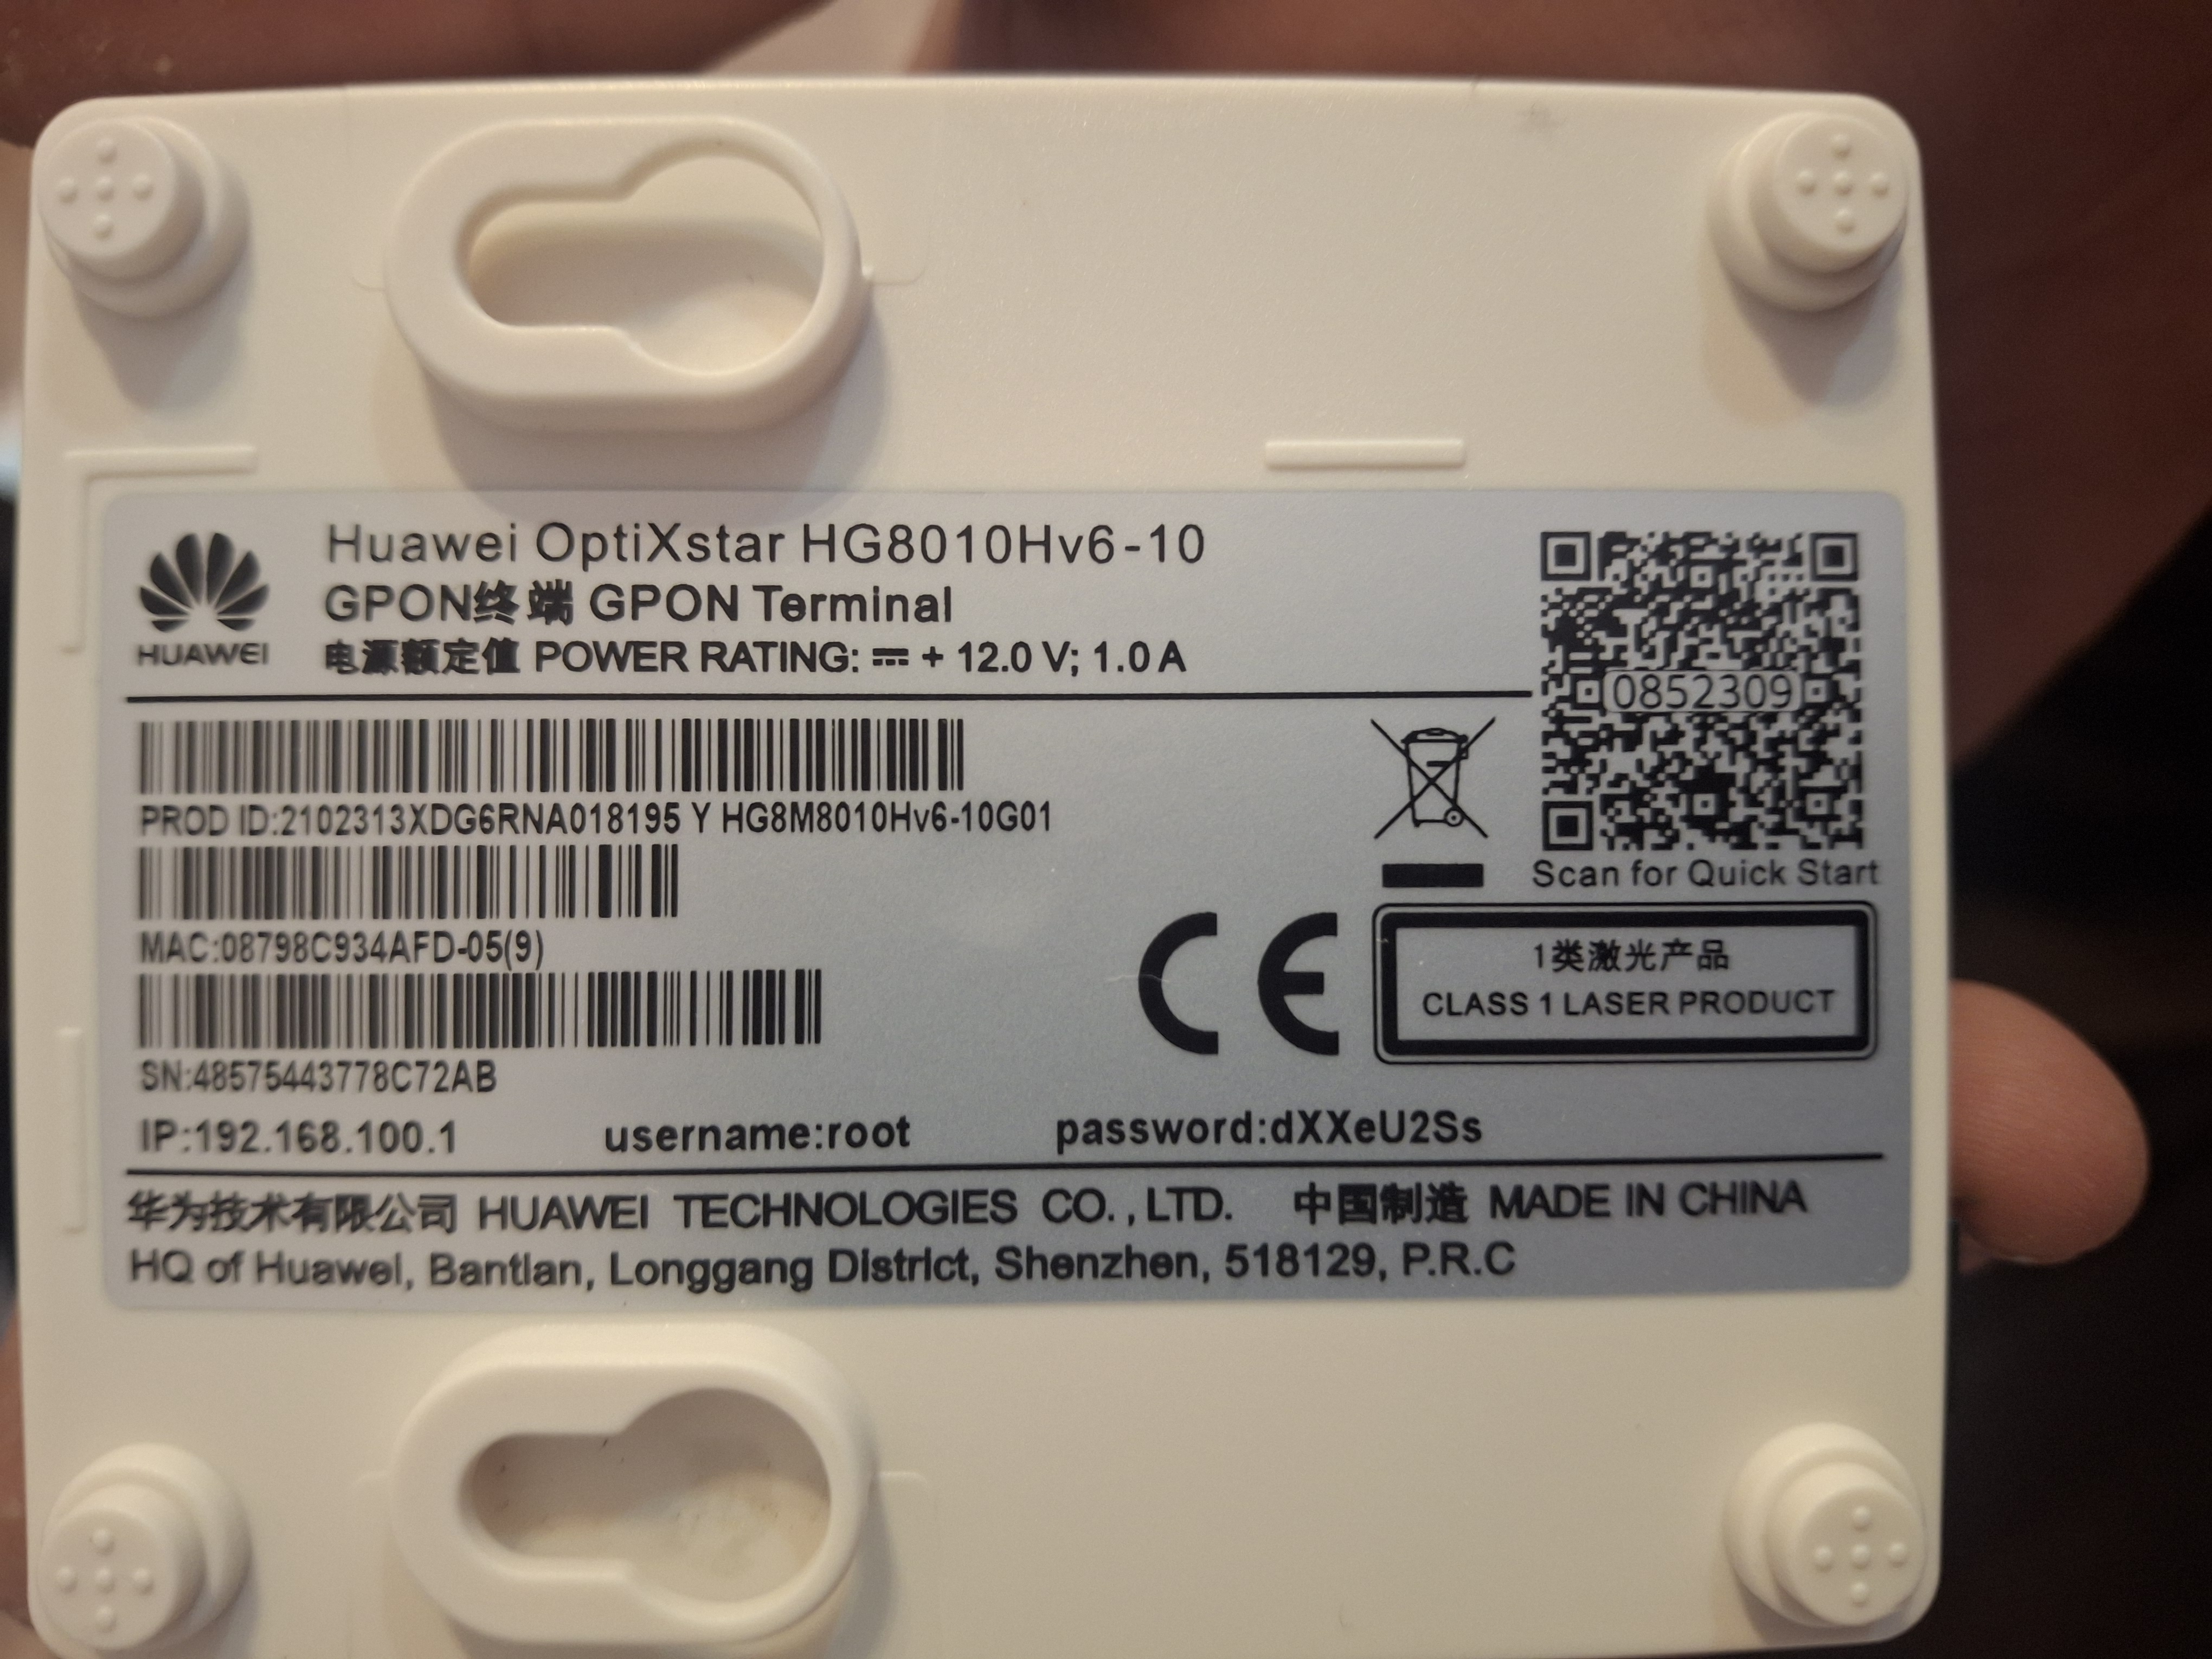 Huawei OptiXstar HG8010Hv6-10
GPON终端 GPON Terminal
HUAWEI
电源额定值 POWER RATING: ⎓ + 12.0 V; 1.0 A
0852309
PROD ID:2102313XDG6RNA018195 Y HG8M8010Hv6-10G01
Scan for Quick Start
MAC:08798C934AFD-05(9)
CE
1类激光产品
CLASS 1 LASER PRODUCT
SN:48575443778C72AB
IP:192.168.100.1 username:root password:dXXeU2Ss
华为技术有限公司 HUAWEI TECHNOLOGIES CO.,LTD. 中国制造 MADE IN CHINA
HQ of Huawei, Bantian, Longgang District, Shenzhen, 518129, P.R.C